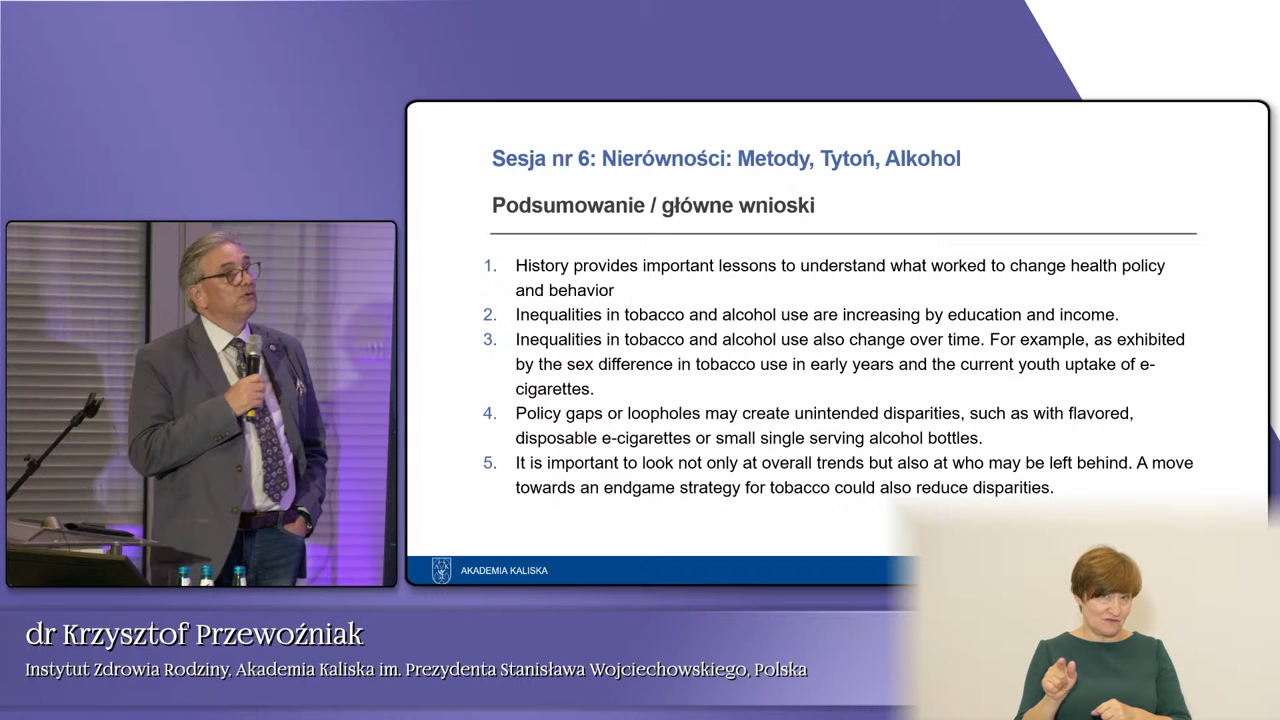 Sesja nr 6: Nierówności: Metody, Tytoń, Alkohol
Podsumowanie / główne wnioski
1. History provides important lessons to understand what worked to change health policy
and behavior
2. Inequalities in tobacco and alcohol use are increasing by education and income.
3. Inequalities in tobacco and alcohol use also change over time. For example, as exhibited
by the sex difference in tobacco use in early years and the current youth uptake of e-
cigarettes.
4. Policy gaps or loopholes may create unintended disparities, such as with flavored,
disposable e-cigarettes or small single serving alcohol bottles.
5. It is important to look not only at overall trends but also at who may be left behind. A move
towards an endgame strategy for tobacco could also reduce disparities.
AKADEMIA KALISKA
dr Krzysztof Przewoźniak
Instytut Zdrowia Rodziny, Akademia Kaliska im. Prezydenta Stanisława Wojciechowskiego, Polska